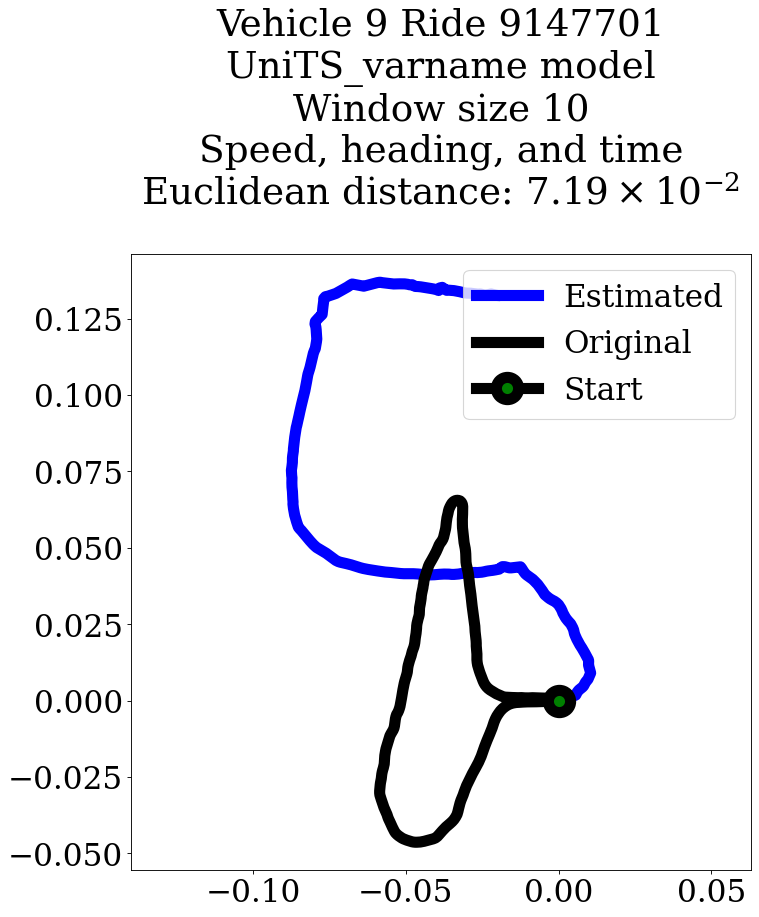 Vehicle 9 Ride 9147701
UniTS_varname model
Window size 10
Speed, heading, and time
Euclidean distance: 7.19 × 10⁻²
Estimated
Original
Start
0.125
0.100
0.075
0.050
0.025
0.000
−0.025
−0.050
−0.10 −0.05 0.00 0.05